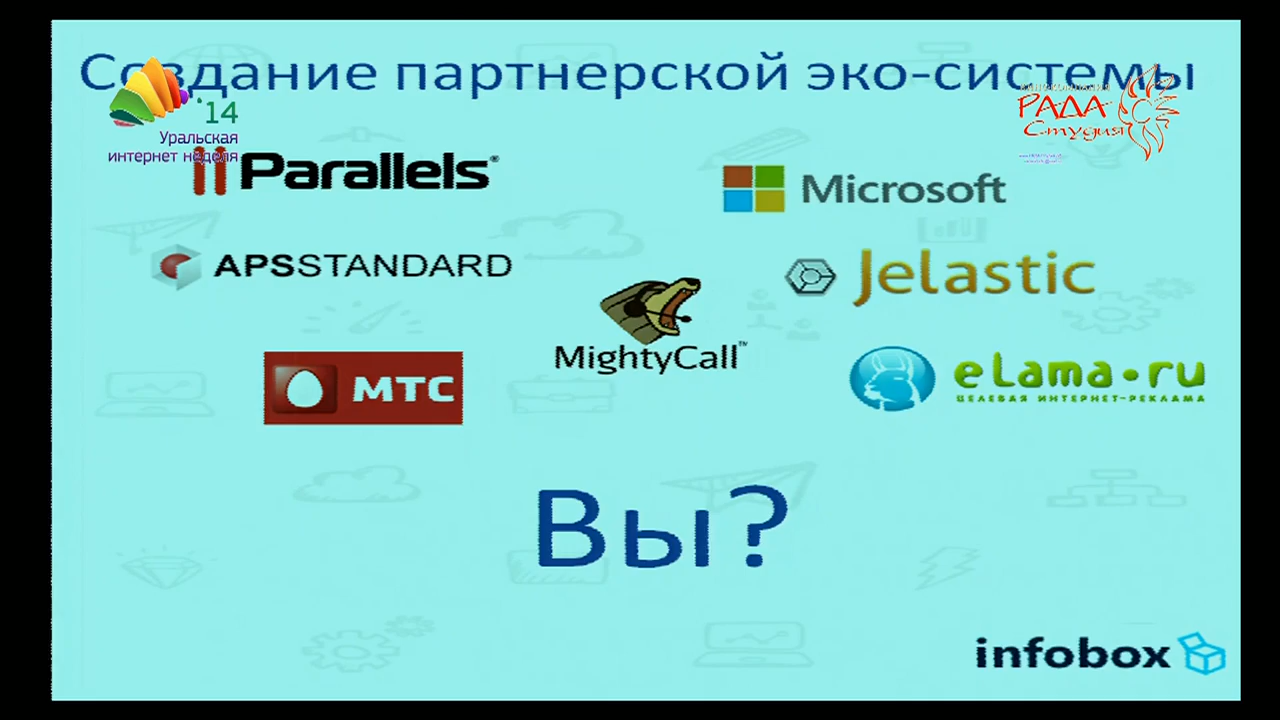 Создание партнерской эко-системы
'14
Уральская
интернет неделя
РАДА
Студия
Parallels®
Microsoft
APSSTANDARD
Jelastic
MightyCall™
МТС
eLama.ru
ЦЕЛЕВАЯ ИНТЕРНЕТ-РЕКЛАМА
Вы?
infobox